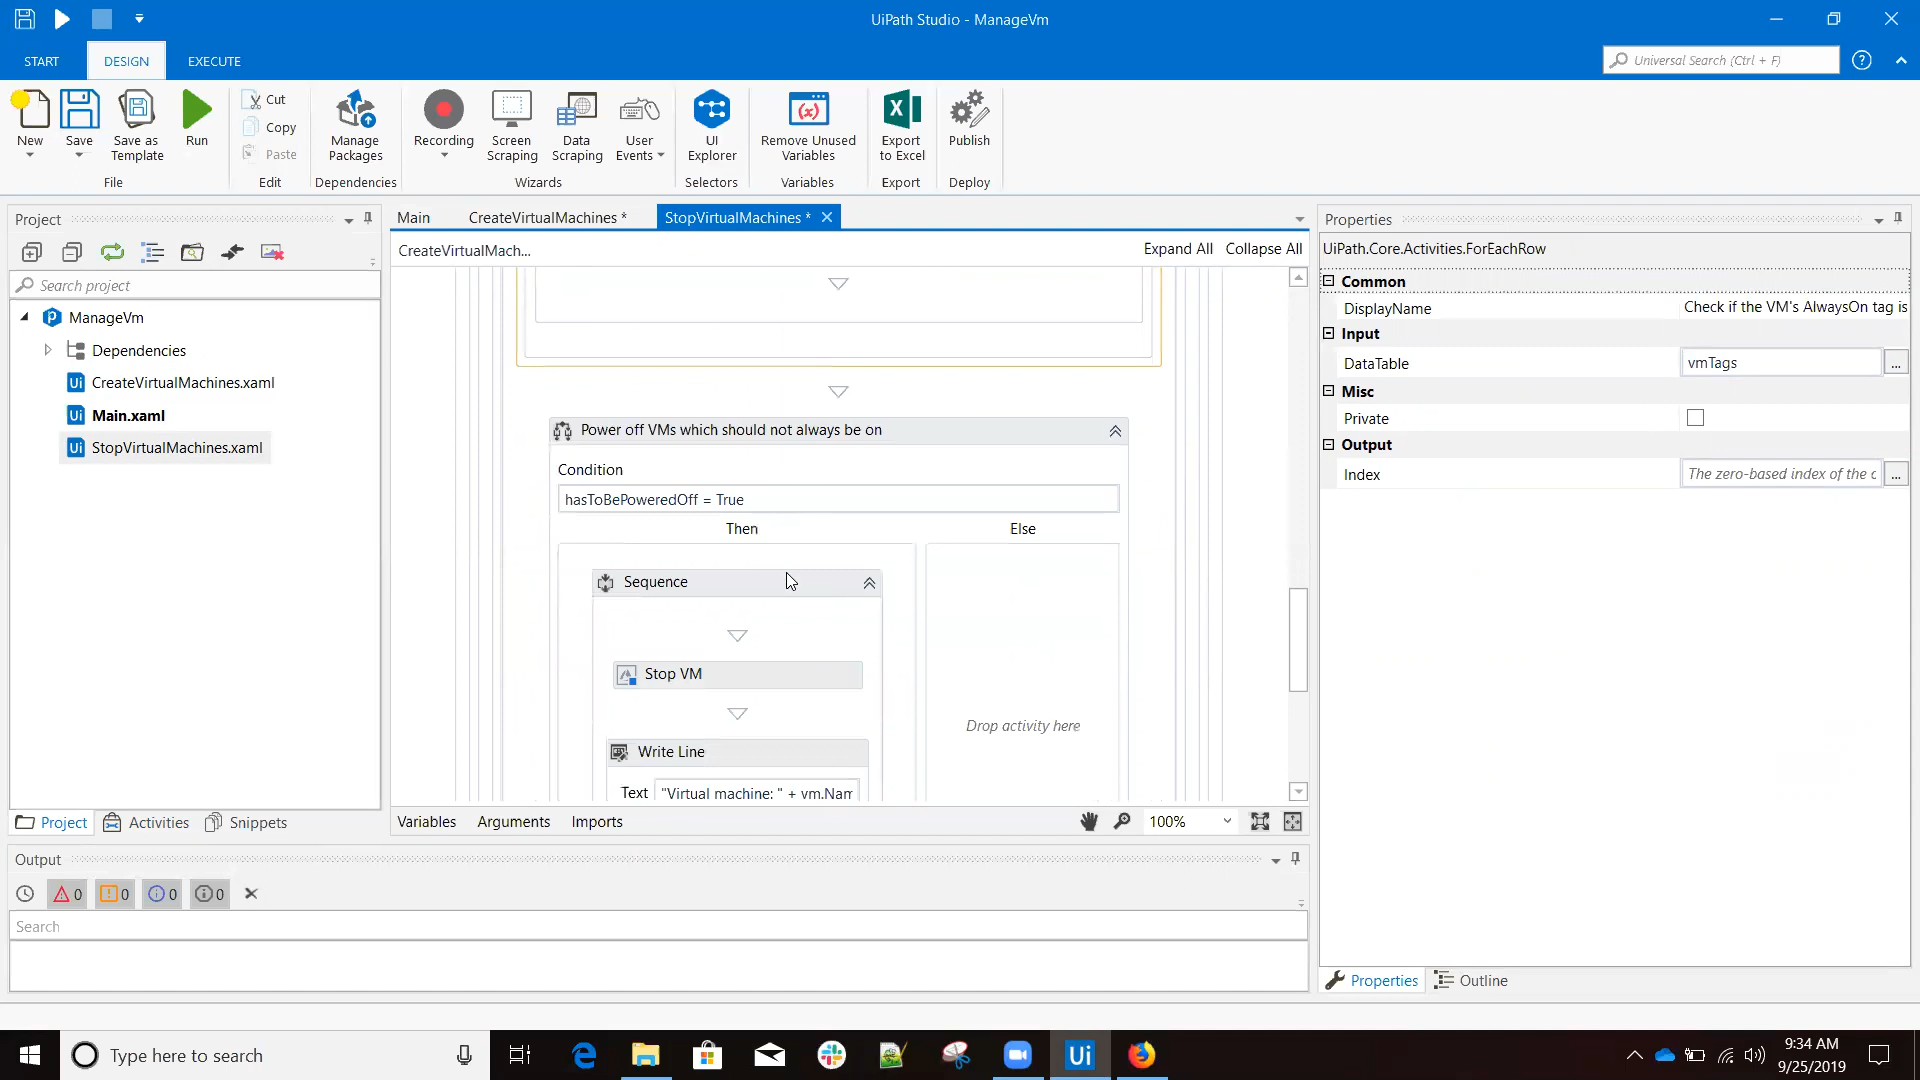 UiPath Studio - ManageVm
START
DESIGN
EXECUTE
Universal Search (Ctrl + F)
New
Save
Save as
Template
Run
File
Cut
Copy
Paste
Edit
Manage
Packages
Dependencies
Recording
Screen
Scraping
Data
Scraping
User
Events
Wizards
UI
Explorer
Selectors
Remove Unused
Variables
Variables
Export
to Excel
Export
Publish
Deploy
Project
Search project
ManageVm
Dependencies
CreateVirtualMachines.xaml
Main.xaml
StopVirtualMachines.xaml
Project
Activities
Snippets
Main
CreateVirtualMachines *
StopVirtualMachines *
CreateVirtualMach...
Expand All
Collapse All
Power off VMs which should not always be on
Condition
hasToBePoweredOff = True
Then
Else
Sequence
Stop VM
Write Line
Text
"Virtual machine: " + vm.Nam
Drop activity here
Variables
Arguments
Imports
100%
Properties
UiPath.Core.Activities.ForEachRow
Common
DisplayName
Check if the VM's AlwaysOn tag is
Input
DataTable
vmTags
...
Misc
Private
Output
Index
The zero-based index of the c
...
Properties
Outline
Output
0
0
0
0
Search
Type here to search
Ui
9:34 AM
9/25/2019